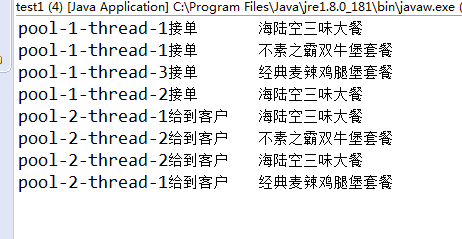 test1 (4) [Java Application] C:\Program Files\Java\jre1.8.0_181\bin\javaw.exe (
pool-1-thread-1接单 海陆空三味大餐
pool-1-thread-1接单 不素之霸双牛堡套餐
pool-1-thread-3接单 经典麦辣鸡腿堡套餐
pool-1-thread-2接单 海陆空三味大餐
pool-2-thread-1给到客户 海陆空三味大餐
pool-2-thread-2给到客户 不素之霸双牛堡套餐
pool-2-thread-2给到客户 海陆空三味大餐
pool-2-thread-1给到客户 经典麦辣鸡腿堡套餐